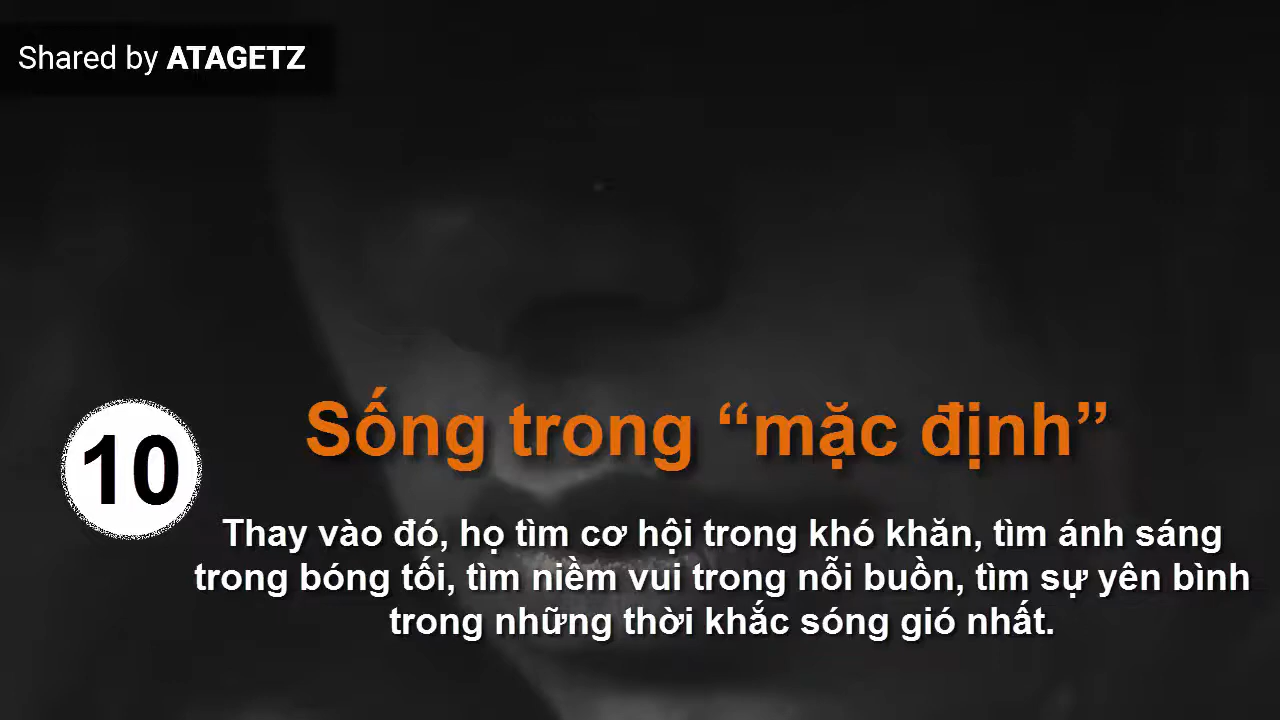 Shared by ATAGETZ
Sống trong “mặc định”
10
Thay vào đó, họ tìm cơ hội trong khó khăn, tìm ánh sáng
trong bóng tối, tìm niềm vui trong nỗi buồn, tìm sự yên bình
trong những thời khắc sóng gió nhất.